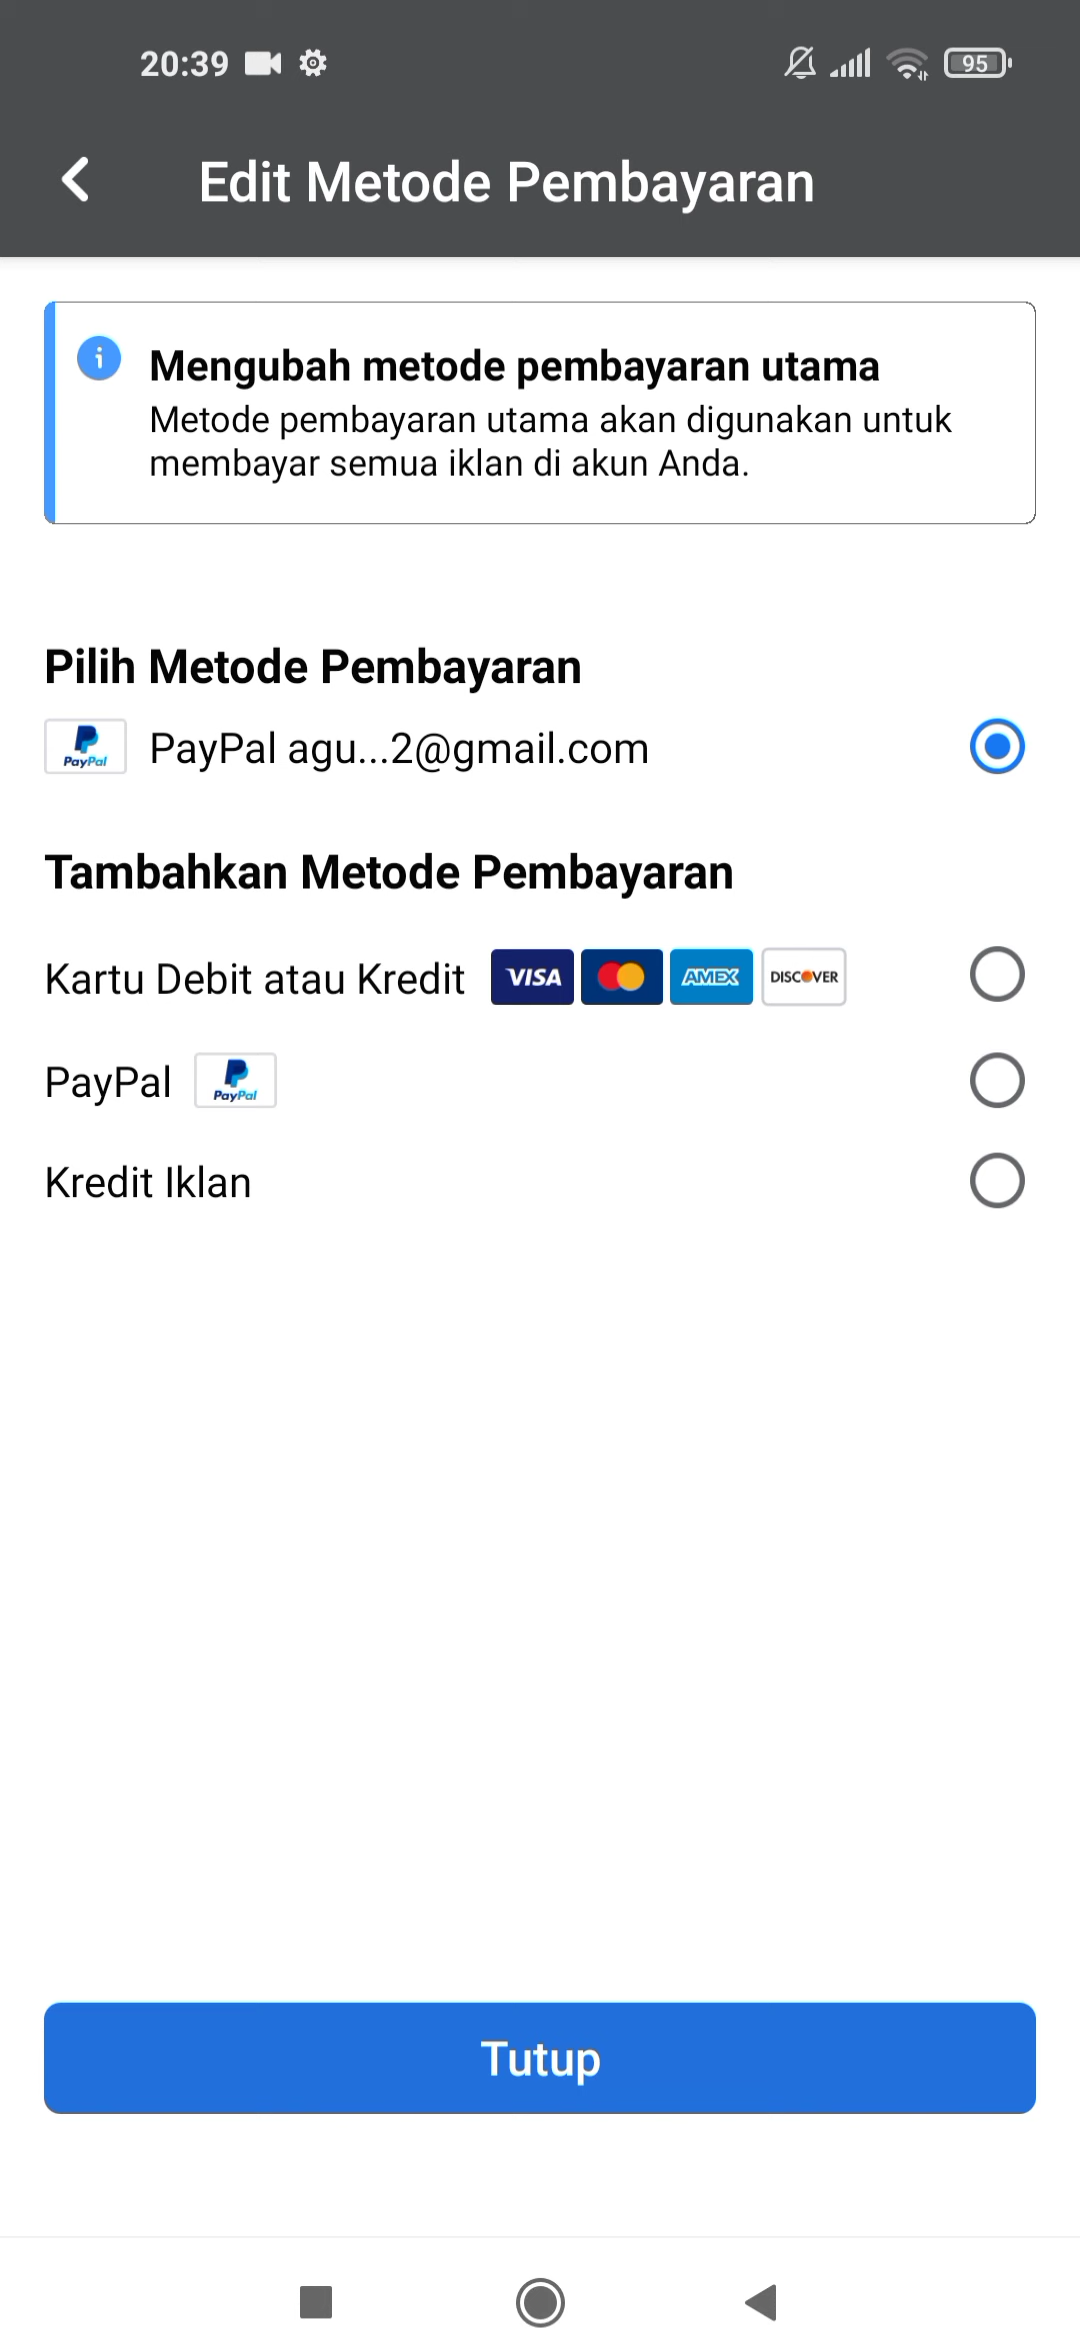 20:39
95
Edit Metode Pembayaran
Mengubah metode pembayaran utama
Metode pembayaran utama akan digunakan untuk
membayar semua iklan di akun Anda.
Pilih Metode Pembayaran
PayPal PayPal agu...2@gmail.com
Tambahkan Metode Pembayaran
Kartu Debit atau Kredit VISA AMEX DISCOVER
PayPal PayPal
Kredit Iklan
Tutup